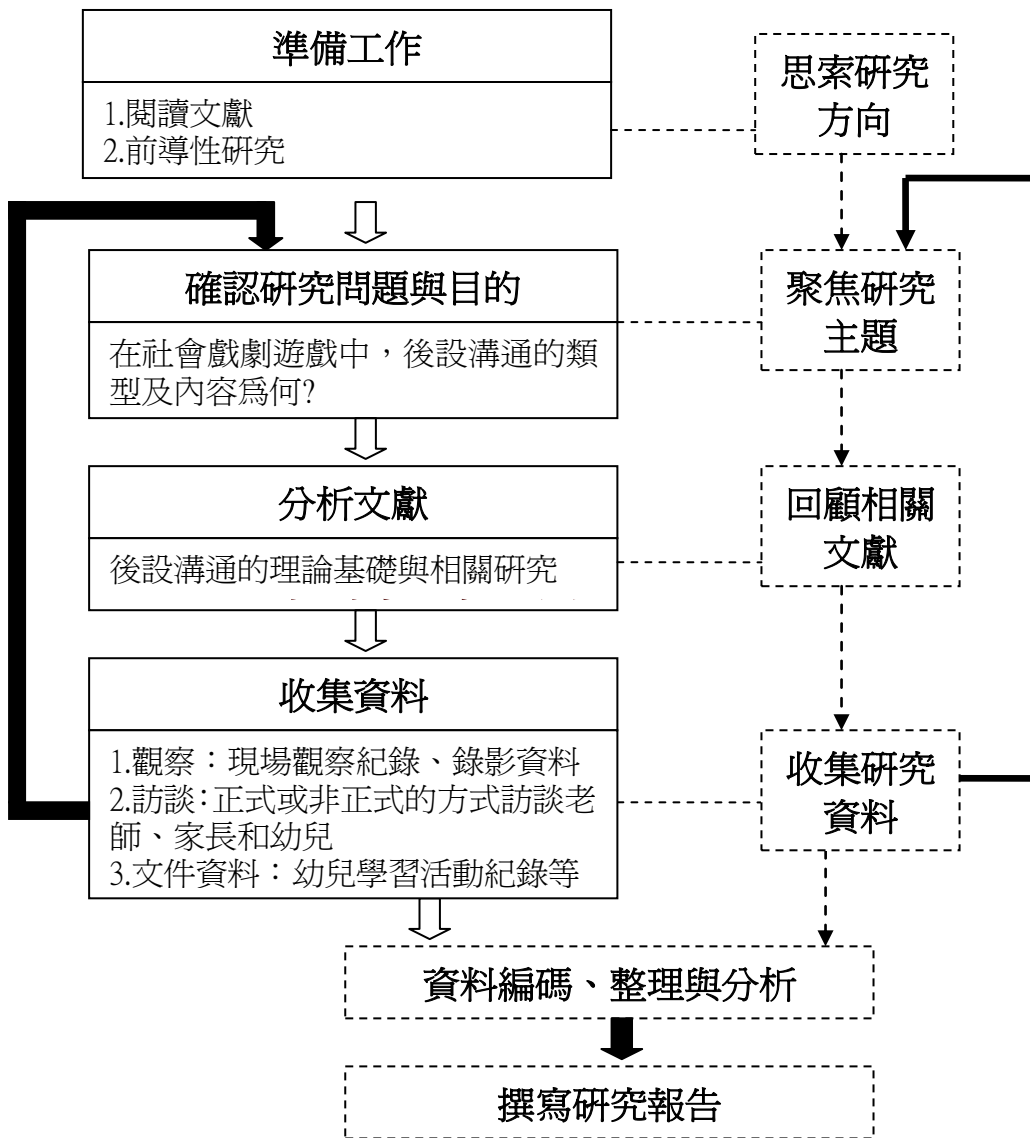 準備工作
1.閱讀文獻
2.前導性研究
思索研究
方向
確認研究問題與目的
在社會戲劇遊戲中，後設溝通的類
型及內容爲何?
聚焦研究
主題
分析文獻
後設溝通的理論基礎與相關研究
回顧相關
文獻
收集資料
1.觀察：現場觀察紀錄、錄影資料
2.訪談：正式或非正式的方式訪談老
師、家長和幼兒
3.文件資料：幼兒學習活動紀錄等
收集研究
資料
資料編碼、整理與分析
撰寫研究報告